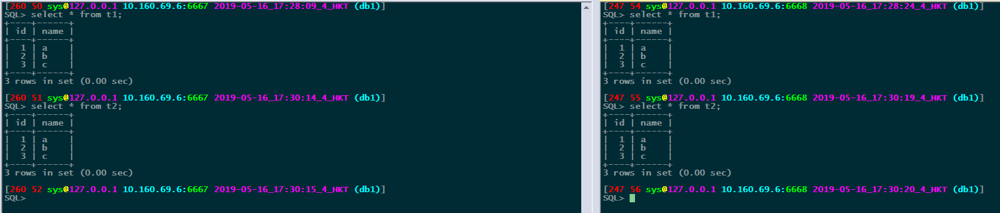 [260 50 sys@127.0.0.1 10.160.69.6:6667 2019-05-16_17:28:09_4_HKT (db1)]
SQL> select * from t1;
+----+------+
| id | name |
+----+------+
|  1 | a    |
|  2 | b    |
|  3 | c    |
+----+------+
3 rows in set (0.00 sec)

[260 51 sys@127.0.0.1 10.160.69.6:6667 2019-05-16_17:30:14_4_HKT (db1)]
SQL> select * from t2;
+----+------+
| id | name |
+----+------+
|  1 | a    |
|  2 | b    |
|  3 | c    |
+----+------+
3 rows in set (0.00 sec)

[260 52 sys@127.0.0.1 10.160.69.6:6667 2019-05-16_17:30:15_4_HKT (db1)]
SQL>
[247 54 sys@127.0.0.1 10.160.69.6:6668 2019-05-16_17:28:24_4_HKT (db1)]
SQL> select * from t1;
+----+------+
| id | name |
+----+------+
|  1 | a    |
|  2 | b    |
|  3 | c    |
+----+------+
3 rows in set (0.00 sec)

[247 55 sys@127.0.0.1 10.160.69.6:6668 2019-05-16_17:30:19_4_HKT (db1)]
SQL> select * from t2;
+----+------+
| id | name |
+----+------+
|  1 | a    |
|  2 | b    |
|  3 | c    |
+----+------+
3 rows in set (0.00 sec)

[247 56 sys@127.0.0.1 10.160.69.6:6668 2019-05-16_17:30:20_4_HKT (db1)]
SQL>